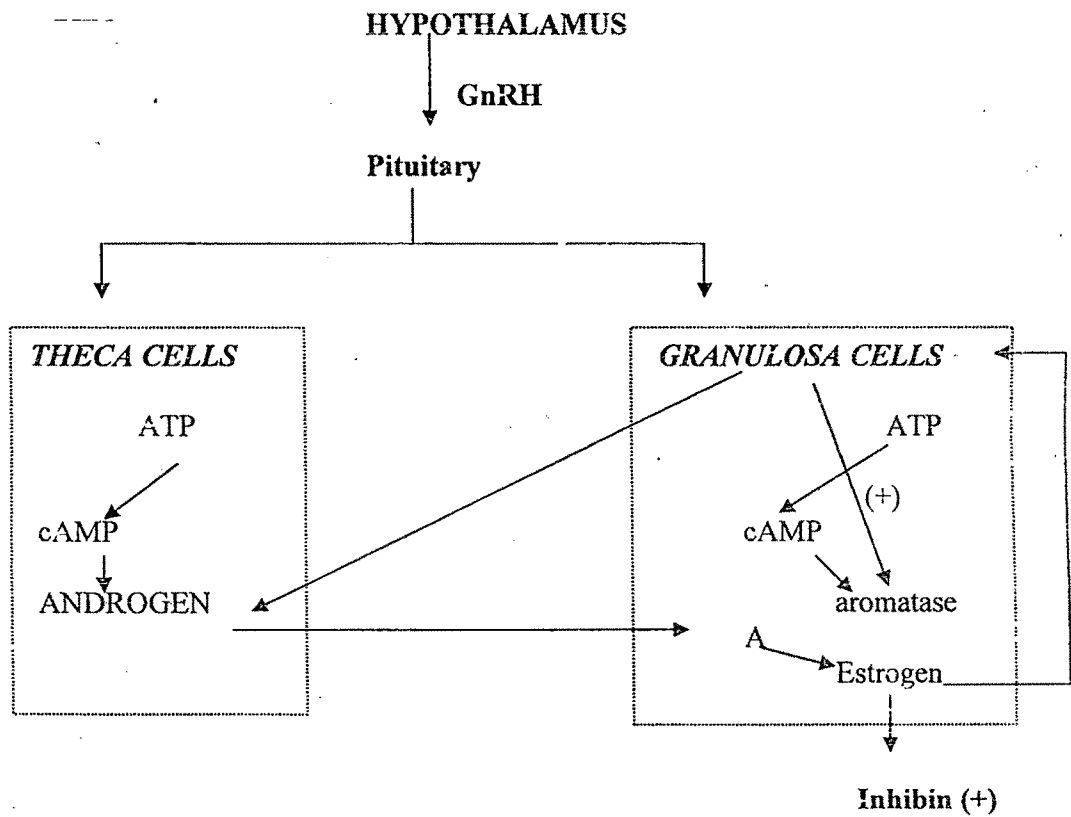 HYPOTHALAMUS
GnRH
Pituitary
THECA CELLS
GRANULOSA CELLS
ATP
ATP
(+)
cAMP
cAMP
ANDROGEN
aromatase
A
Estrogen
Inhibin (+)